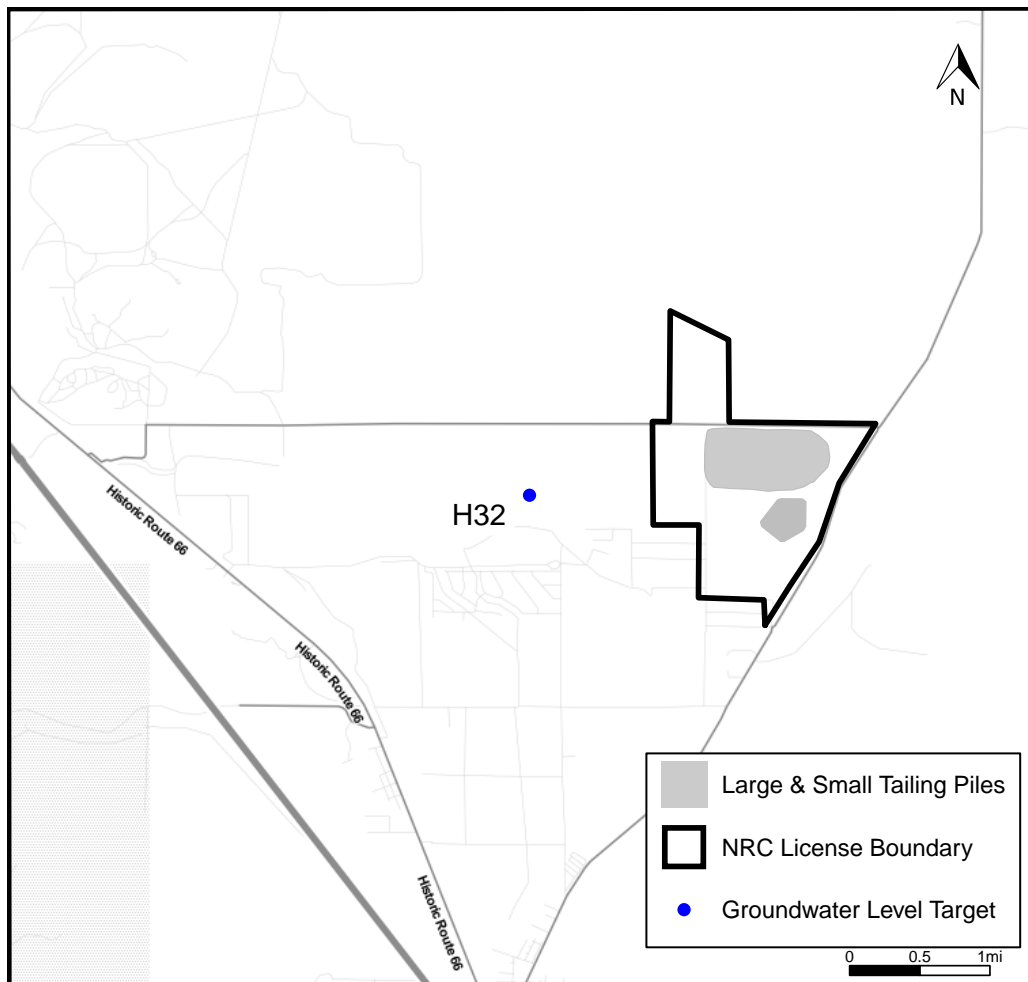 N
H32
Historic Route 66
Historic Route 66
Historic Route 66
Large & Small Tailing Piles
NRC License Boundary
Groundwater Level Target
0 0.5 1mi